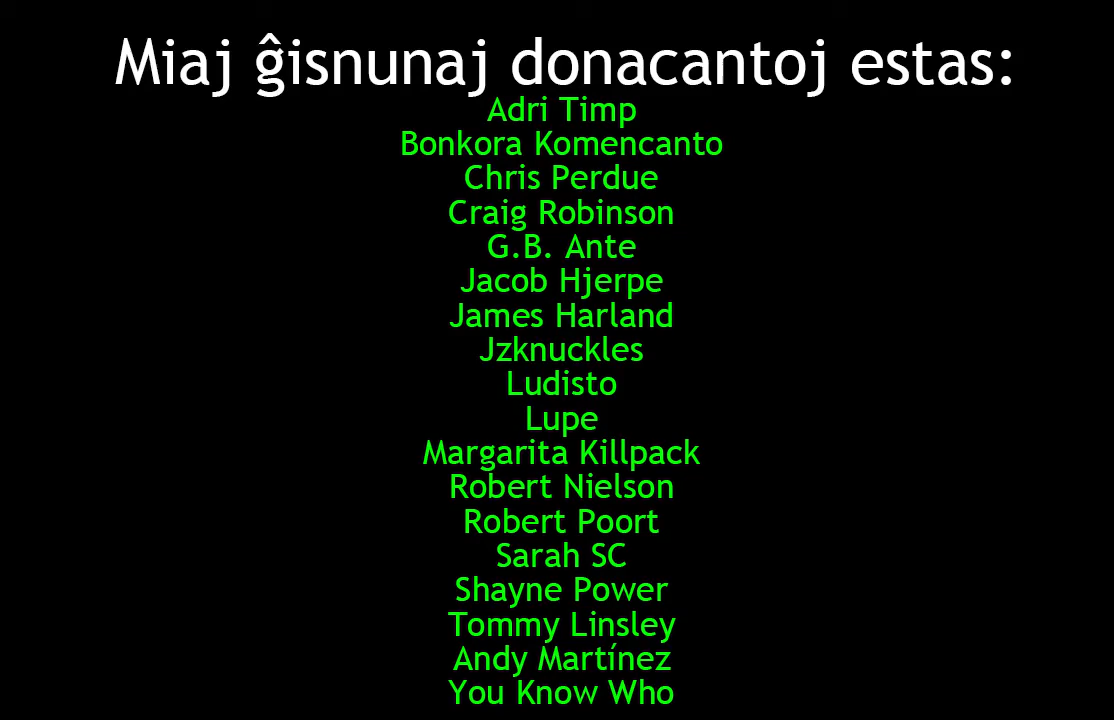 Miaj ĝisnunaj donacantoj estas:
Adri Timp
Bonkora Komencanto
Chris Perdue
Craig Robinson
G.B. Ante
Jacob Hjerpe
James Harland
Jzknuckles
Ludisto
Lupe
Margarita Killpack
Robert Nielson
Robert Poort
Sarah SC
Shayne Power
Tommy Linsley
Andy Martínez
You Know Who